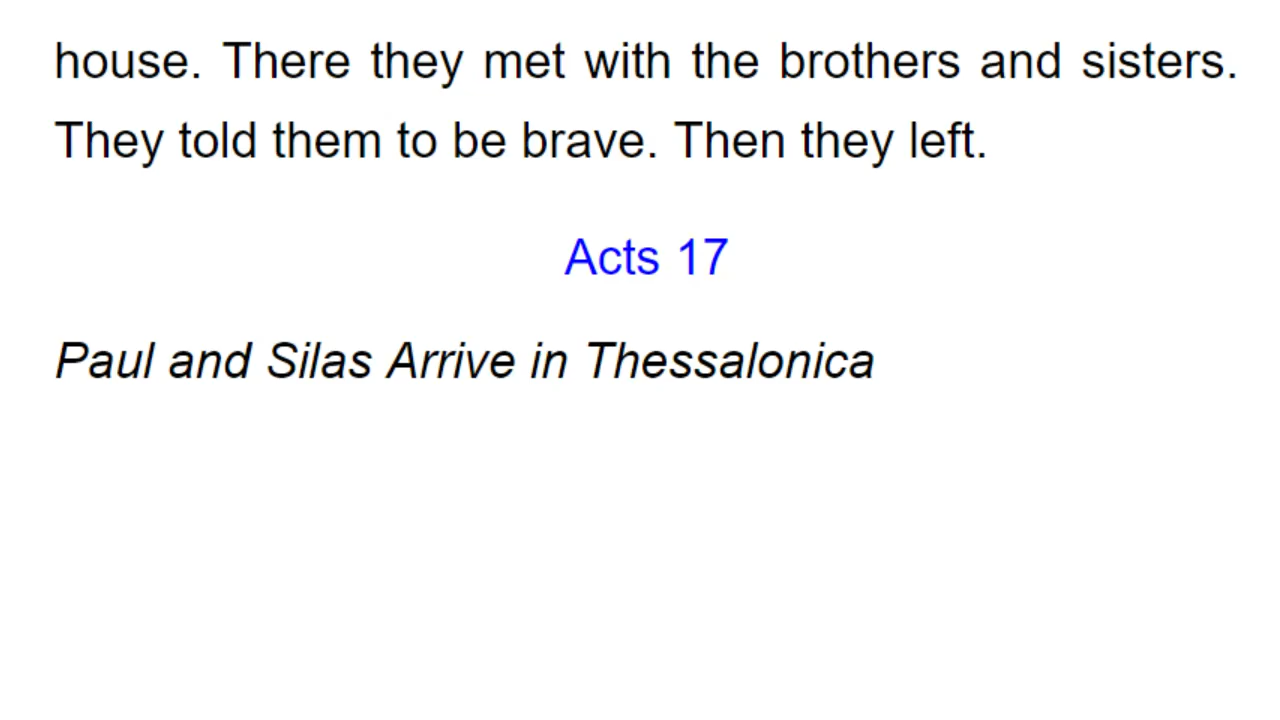 house. There they met with the brothers and sisters.
They told them to be brave. Then they left.
Acts 17
Paul and Silas Arrive in Thessalonica